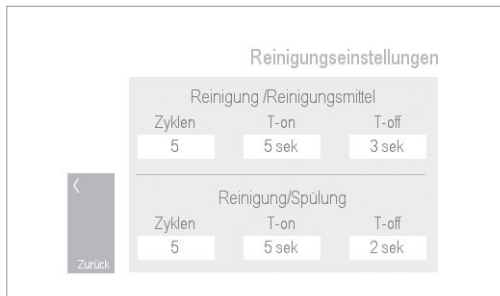 Reinigungseinstellungen
Reinigung /Reinigungsmittel
Zyklen T-on T-off
5 5 sek 3 sek
Reinigung/Spülung
Zyklen T-on T-off
5 5 sek 2 sek
<
Zurück